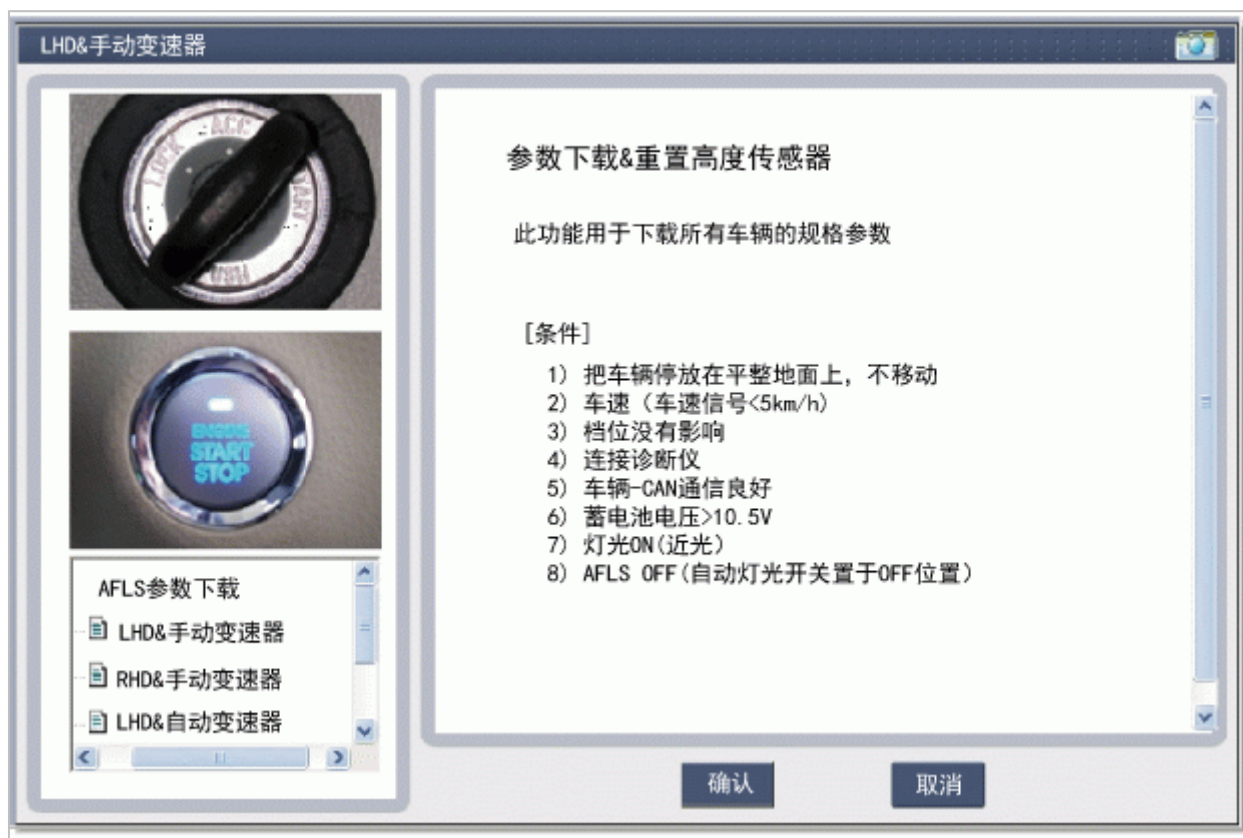 LHD&手动变速器
LOCK
ACC
ENGINE
START
STOP
AFLS参数下载
LHD&手动变速器
RHD&手动变速器
LHD&自动变速器
参数下载&重置高度传感器
此功能用于下载所有车辆的规格参数
[条件]
1) 把车辆停放在平整地面上，不移动
2) 车速（车速信号<5km/h)
3) 档位没有影响
4) 连接诊断仪
5) 车辆-CAN通信良好
6) 蓄电池电压>10.5V
7) 灯光ON(近光)
8) AFLS OFF(自动灯光开关置于OFF位置)
确认
取消